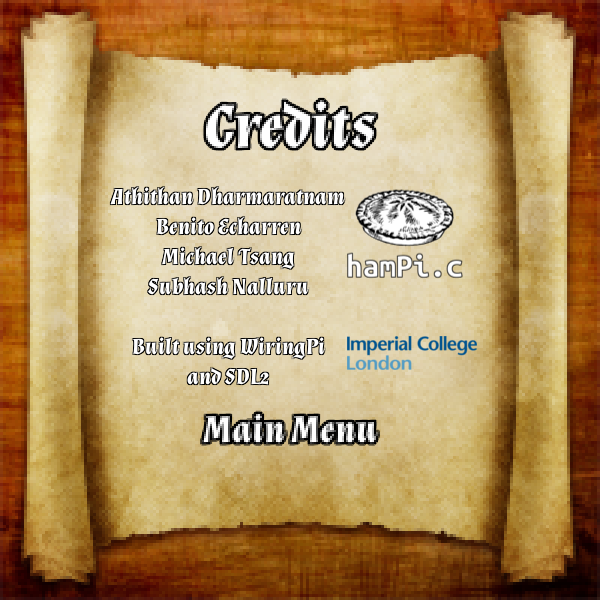 Credits
Athithan Dharmaratnam
Benito Echarren
Michael Tsang
Subhash Nalluru
hamPi.c
Built using WiringPi
and SDL2
Imperial College
London
Main Menu